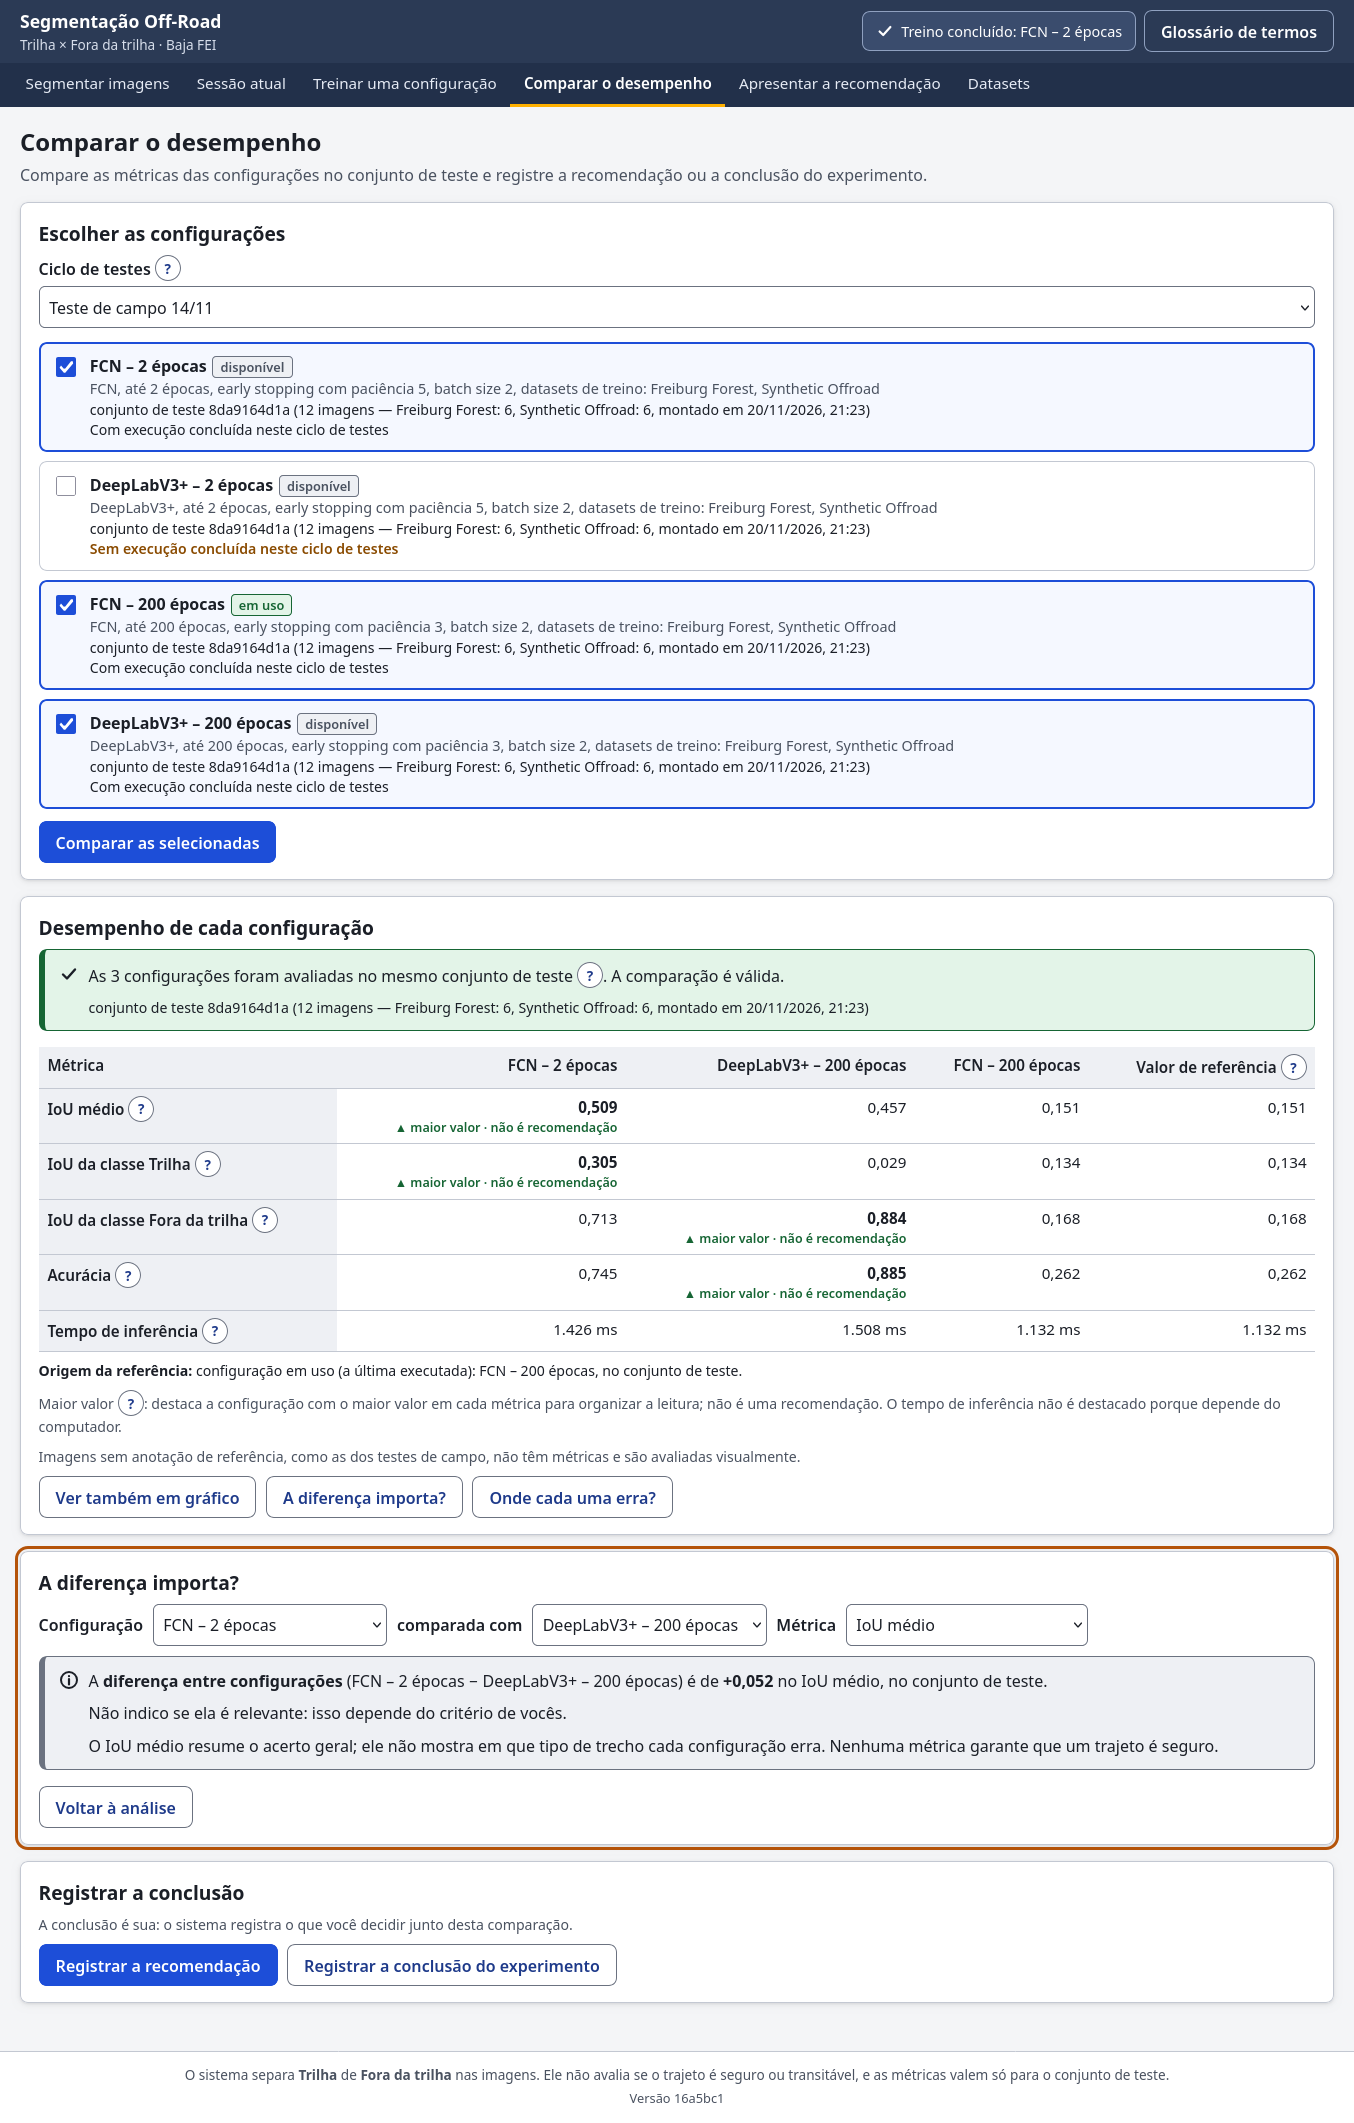 Segmentação Off-Road
Trilha × Fora da trilha · Baja FEI
Treino concluído: FCN – 2 épocas
Glossário de termos
Segmentar imagens
Sessão atual
Treinar uma configuração
Comparar o desempenho
Apresentar a recomendação
Datasets
Comparar o desempenho
Compare as métricas das configurações no conjunto de teste e registre a recomendação ou a conclusão do experimento.
Escolher as configurações
Ciclo de testes ?
Teste de campo 14/11
FCN – 2 épocas disponível
FCN, até 2 épocas, early stopping com paciência 5, batch size 2, datasets de treino: Freiburg Forest, Synthetic Offroad
conjunto de teste 8da9164d1a (12 imagens — Freiburg Forest: 6, Synthetic Offroad: 6, montado em 20/11/2026, 21:23)
Com execução concluída neste ciclo de testes
DeepLabV3+ – 2 épocas disponível
DeepLabV3+, até 2 épocas, early stopping com paciência 5, batch size 2, datasets de treino: Freiburg Forest, Synthetic Offroad
conjunto de teste 8da9164d1a (12 imagens — Freiburg Forest: 6, Synthetic Offroad: 6, montado em 20/11/2026, 21:23)
Sem execução concluída neste ciclo de testes
FCN – 200 épocas em uso
FCN, até 200 épocas, early stopping com paciência 3, batch size 2, datasets de treino: Freiburg Forest, Synthetic Offroad
conjunto de teste 8da9164d1a (12 imagens — Freiburg Forest: 6, Synthetic Offroad: 6, montado em 20/11/2026, 21:23)
Com execução concluída neste ciclo de testes
DeepLabV3+ – 200 épocas disponível
DeepLabV3+, até 200 épocas, early stopping com paciência 3, batch size 2, datasets de treino: Freiburg Forest, Synthetic Offroad
conjunto de teste 8da9164d1a (12 imagens — Freiburg Forest: 6, Synthetic Offroad: 6, montado em 20/11/2026, 21:23)
Com execução concluída neste ciclo de testes
Comparar as selecionadas
Desempenho de cada configuração
As 3 configurações foram avaliadas no mesmo conjunto de teste ? . A comparação é válida.
conjunto de teste 8da9164d1a (12 imagens — Freiburg Forest: 6, Synthetic Offroad: 6, montado em 20/11/2026, 21:23)
Métrica FCN – 2 épocas DeepLabV3+ – 200 épocas FCN – 200 épocas Valor de referência ?
IoU médio ? 0,509 0,457 0,151 0,151
▲ maior valor · não é recomendação
IoU da classe Trilha ? 0,305 0,029 0,134 0,134
▲ maior valor · não é recomendação
IoU da classe Fora da trilha ? 0,713 0,884 0,168 0,168
▲ maior valor · não é recomendação
Acurácia ? 0,745 0,885 0,262 0,262
▲ maior valor · não é recomendação
Tempo de inferência ? 1.426 ms 1.508 ms 1.132 ms 1.132 ms
Origem da referência: configuração em uso (a última executada): FCN – 200 épocas, no conjunto de teste.
Maior valor ? : destaca a configuração com o maior valor em cada métrica para organizar a leitura; não é uma recomendação. O tempo de inferência não é destacado porque depende do
computador.
Imagens sem anotação de referência, como as dos testes de campo, não têm métricas e são avaliadas visualmente.
Ver também em gráfico
A diferença importa?
Onde cada uma erra?
A diferença importa?
Configuração FCN – 2 épocas comparada com DeepLabV3+ – 200 épocas Métrica IoU médio
A diferença entre configurações (FCN – 2 épocas − DeepLabV3+ – 200 épocas) é de +0,052 no IoU médio, no conjunto de teste.
Não indico se ela é relevante: isso depende do critério de vocês.
O IoU médio resume o acerto geral; ele não mostra em que tipo de trecho cada configuração erra. Nenhuma métrica garante que um trajeto é seguro.
Voltar à análise
Registrar a conclusão
A conclusão é sua: o sistema registra o que você decidir junto desta comparação.
Registrar a recomendação
Registrar a conclusão do experimento
O sistema separa Trilha de Fora da trilha nas imagens. Ele não avalia se o trajeto é seguro ou transitável, e as métricas valem só para o conjunto de teste.
Versão 16a5bc1